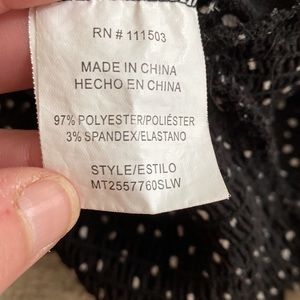 RN # 111503
MADE IN CHINA
HECHO EN CHINA
97% POLYESTER/POLIÉSTER
3% SPANDEX/ELASTANO
STYLE/ESTILO
MT2557760SLW